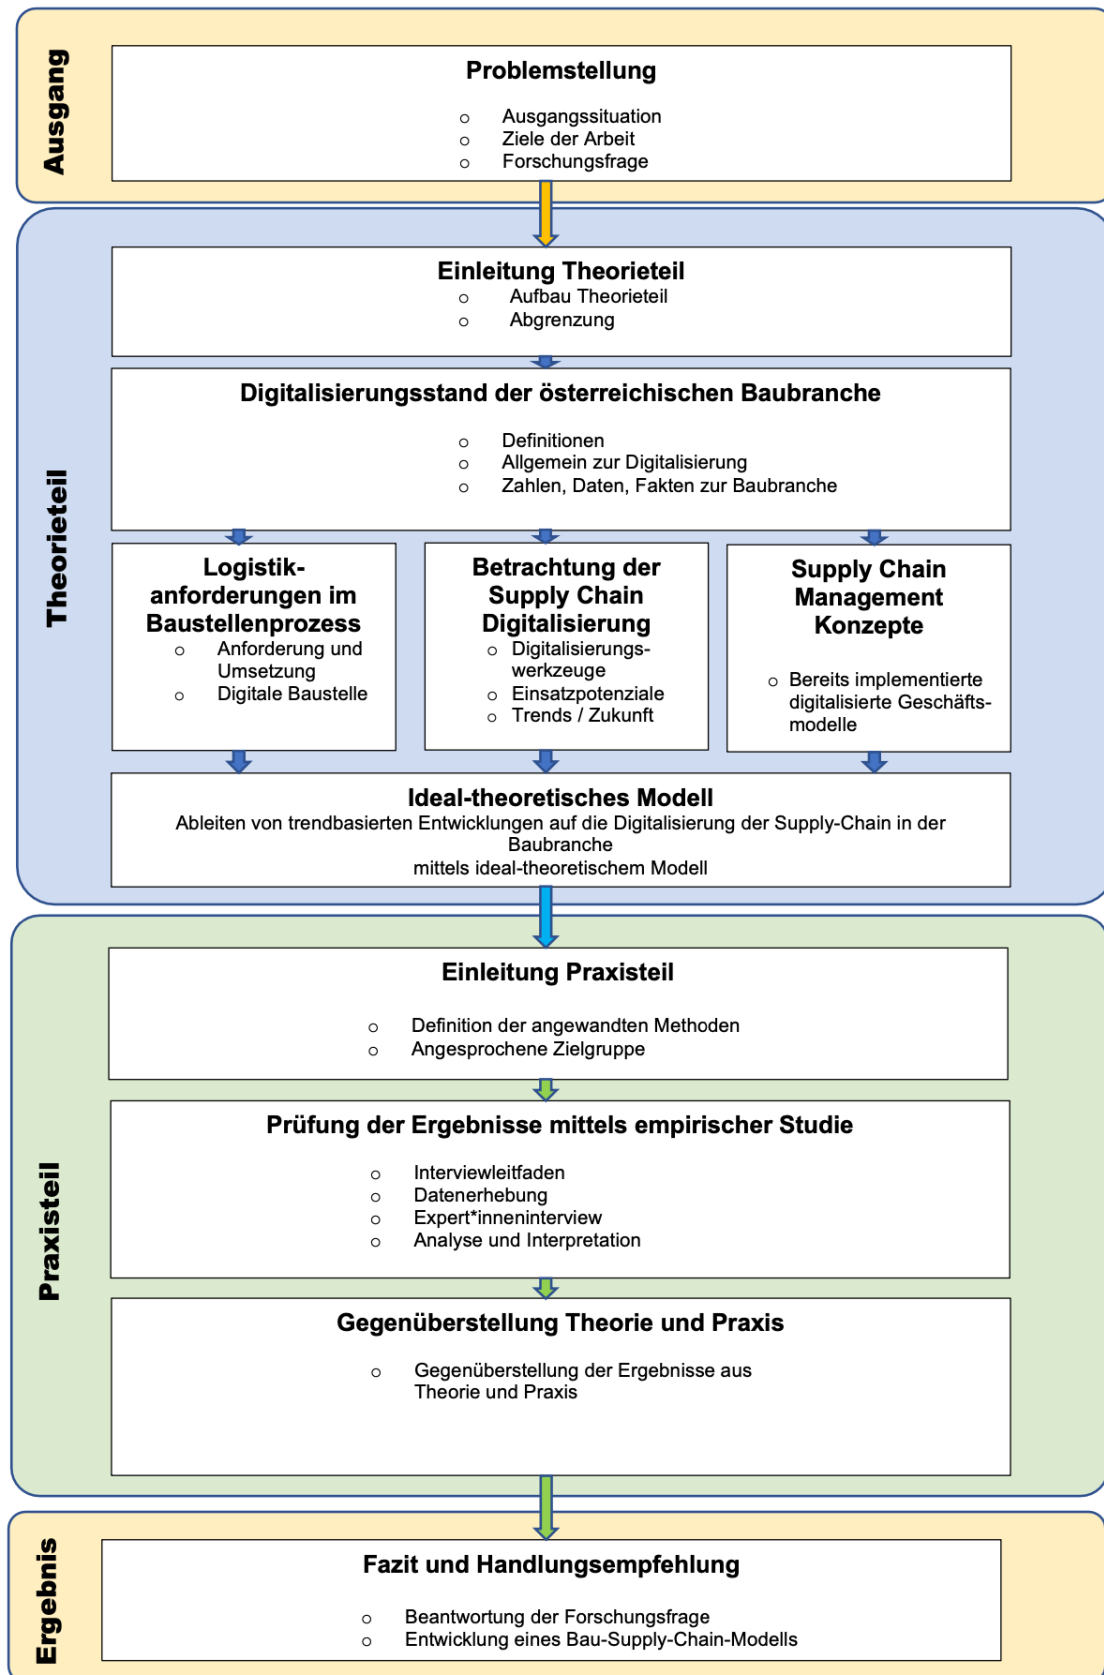 Ausgang
Problemstellung
o Ausgangssituation
o Ziele der Arbeit
o Forschungsfrage
Theorieteil
Einleitung Theorieteil
o Aufbau Theorieteil
o Abgrenzung
Digitalisierungsstand der österreichischen Baubranche
o Definitionen
o Allgemein zur Digitalisierung
o Zahlen, Daten, Fakten zur Baubranche
Logistik-
anforderungen im
Baustellenprozess
o Anforderung und
Umsetzung
o Digitale Baustelle
Betrachtung der
Supply Chain
Digitalisierung
o Digitalisierungs-
werkzeuge
o Einsatzpotenziale
o Trends / Zukunft
Supply Chain
Management
Konzepte
o Bereits implementierte
digitalisierte Geschäfts-
modelle
Ideal-theoretisches Modell
Ableiten von trendbasierten Entwicklungen auf die Digitalisierung der Supply-Chain in der
Baubranche
mittels ideal-theoretischem Modell
Praxisteil
Einleitung Praxisteil
o Definition der angewandten Methoden
o Angesprochene Zielgruppe
Prüfung der Ergebnisse mittels empirischer Studie
o Interviewleitfaden
o Datenerhebung
o Expert*inneninterview
o Analyse und Interpretation
Gegenüberstellung Theorie und Praxis
o Gegenüberstellung der Ergebnisse aus
Theorie und Praxis
Ergebnis
Fazit und Handlungsempfehlung
o Beantwortung der Forschungsfrage
o Entwicklung eines Bau-Supply-Chain-Modells